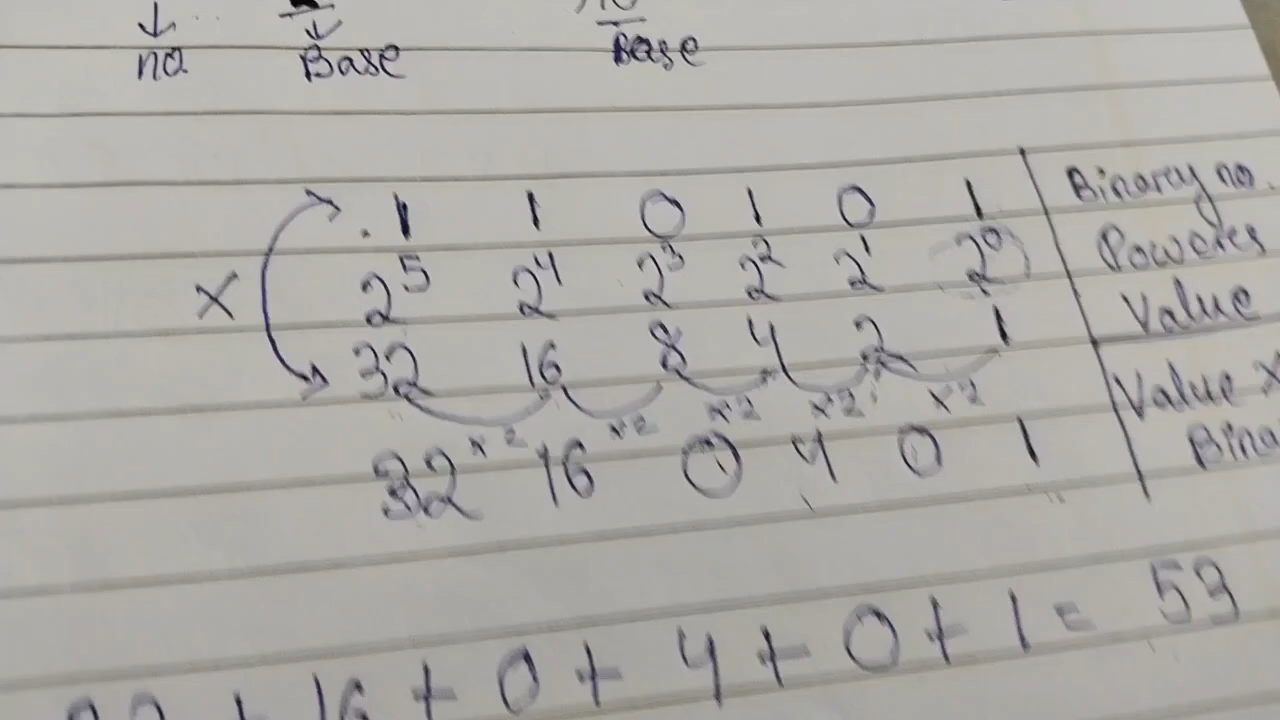 no Base Base
1 1 0 1 0 1 Binary no.
2⁵ 2⁴ 2³ 2² 2¹ 2⁰ Powers
× 32 16 8 4 2 1 Value
×2 ×2 ×2 ×2 ×2 Value ×
32 16 0 4 0 1 Bina
32 + 16 + 0 + 4 + 0 + 1 = 53